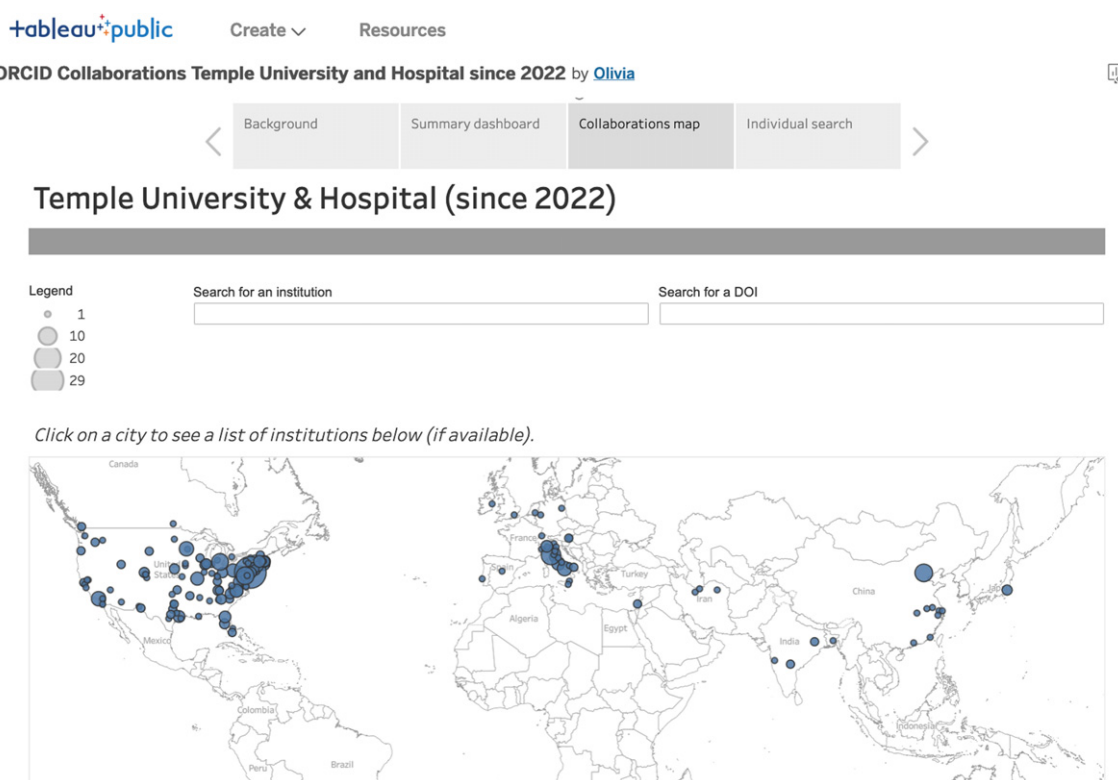 +ableau public
Create
Resources
ORCID Collaborations Temple University and Hospital since 2022 by Olivia
Background
Summary dashboard
Collaborations map
Individual search
Temple University & Hospital (since 2022)
Legend
1
10
20
29
Search for an institution
Search for a DOI
Click on a city to see a list of institutions below (if available).
Canada
United
States
Mexico
Colombia
Peru
Brazil
France
Spain
Algeria
Turkey
Egypt
Iran
India
China
Indonesia